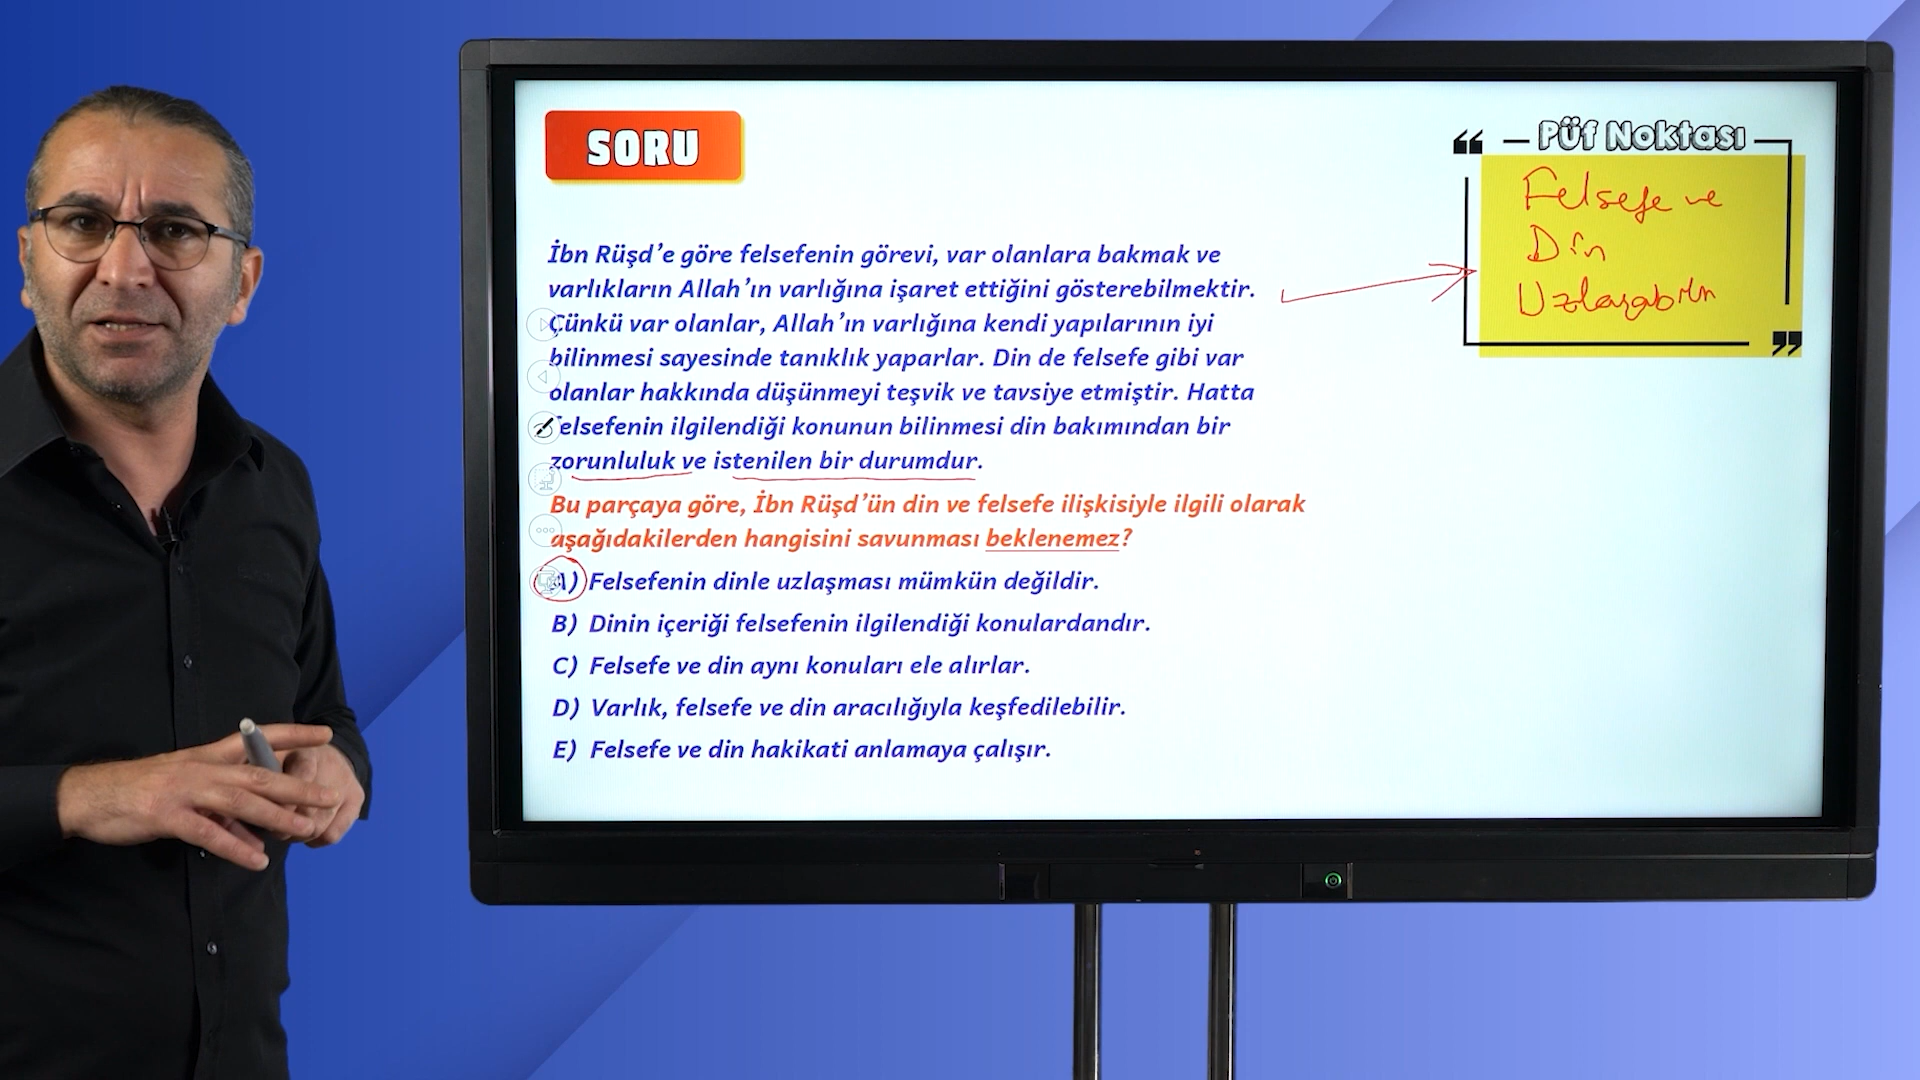 SORU
Püf Noktası
Felsefe ve
Din
İbn Rüşd’e göre felsefenin görevi, var olanlara bakmak ve
varlıkların Allah’ın varlığına işaret ettiğini gösterebilmektir.
Çünkü var olanlar, Allah’ın varlığına kendi yapılarının iyi
bilinmesi sayesinde tanıklık yaparlar. Din de felsefe gibi var
olanlar hakkında düşünmeyi teşvik ve tavsiye etmiştir. Hatta
felsefenin ilgilendiği konunun bilinmesi din bakımından bir
zorunluluk ve istenilen bir durumdur.
Bu parçaya göre, İbn Rüşd’ün din ve felsefe ilişkisiyle ilgili olarak
aşağıdakilerden hangisini savunması beklenemez?
A) Felsefenin dinle uzlaşması mümkün değildir.
B) Dinin içeriği felsefenin ilgilendiği konulardandır.
C) Felsefe ve din aynı konuları ele alırlar.
D) Varlık, felsefe ve din aracılığıyla keşfedilebilir.
E) Felsefe ve din hakikati anlamaya çalışır.